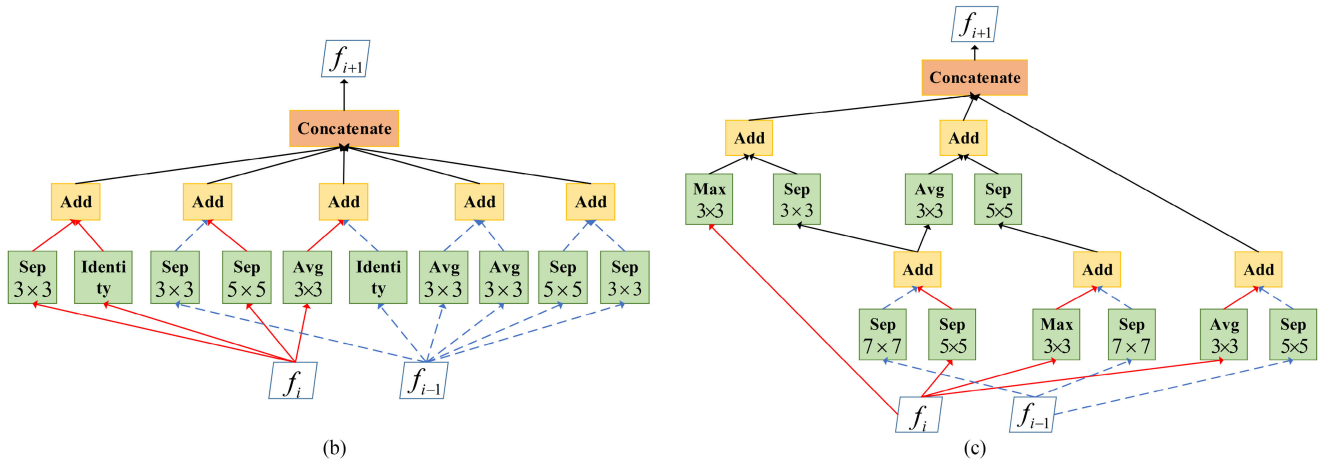 f_{i+1}
Concatenate
Add Add Add Add Add
Sep Identi Sep Sep Avg Identi Avg Avg Sep Sep
3×3 ty 3×3 5×5 3×3 ty 3×3 3×3 5×5 3×3
f_i f_{i-1}
(b)
f_{i+1}
Concatenate
Add Add
Max Sep Avg Sep
3×3 3×3 3×3 5×5
Add Add Add
Sep Sep Max Sep Avg Sep
7×7 5×5 3×3 7×7 3×3 5×5
f_i f_{i-1}
(c)